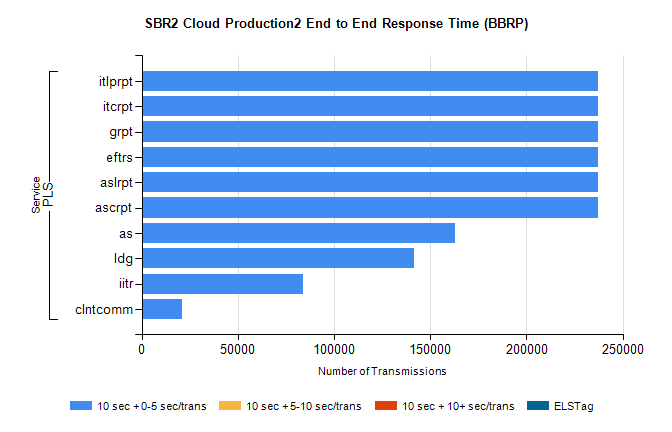 SBR2 Cloud Production2 End to End Response Time (BBRP)
Service
PLS
itlprpt
itcrpt
grpt
eftrs
aslrpt
ascrpt
as
ldg
iitr
clntcomm
0 50000 100000 150000 200000 250000
Number of Transmissions
10 sec +0-5 sec/trans 10 sec +5-10 sec/trans 10 sec + 10+ sec/trans ELSTag